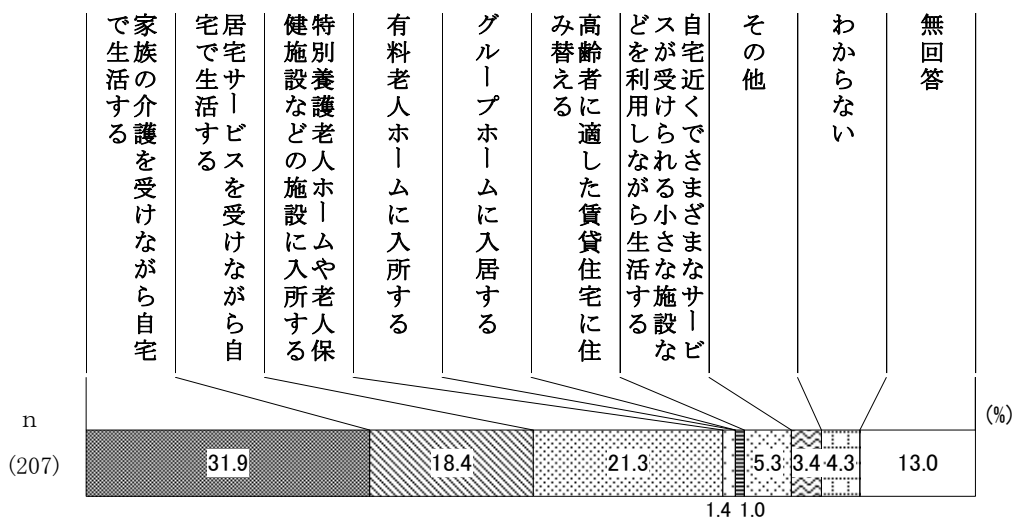 家族の介護を受けながら自宅
で生活する
居宅サービスを受けながら自
宅で生活する
特別養護老人ホームや老人保
健施設などの施設に入所する
有料老人ホームに入所する
グループホームに入居する
高齢者に適した賃貸住宅に住
み替える
自宅近くでさまざまなサービ
スが受けられる小さな施設な
どを利用しながら生活する
その他
わからない
無回答
n
(%)
(207)
31.9
18.4
21.3
5.3
3.4
4.3
13.0
1.4
1.0